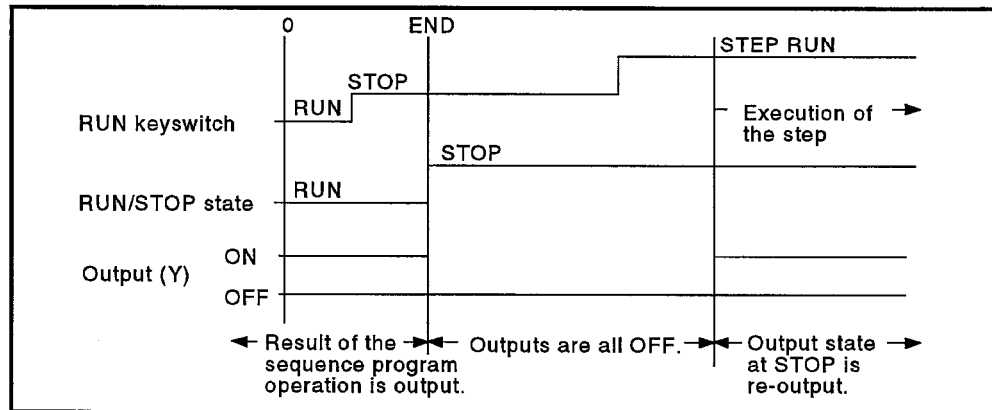 0
END
STEP RUN
STOP
RUN
RUN keyswitch
Execution of
the step
STOP
RUN
RUN/STOP state
ON
Output (Y)
OFF
Result of the
sequence program
operation is output.
Outputs are all OFF.
Output state
at STOP is
re-output.